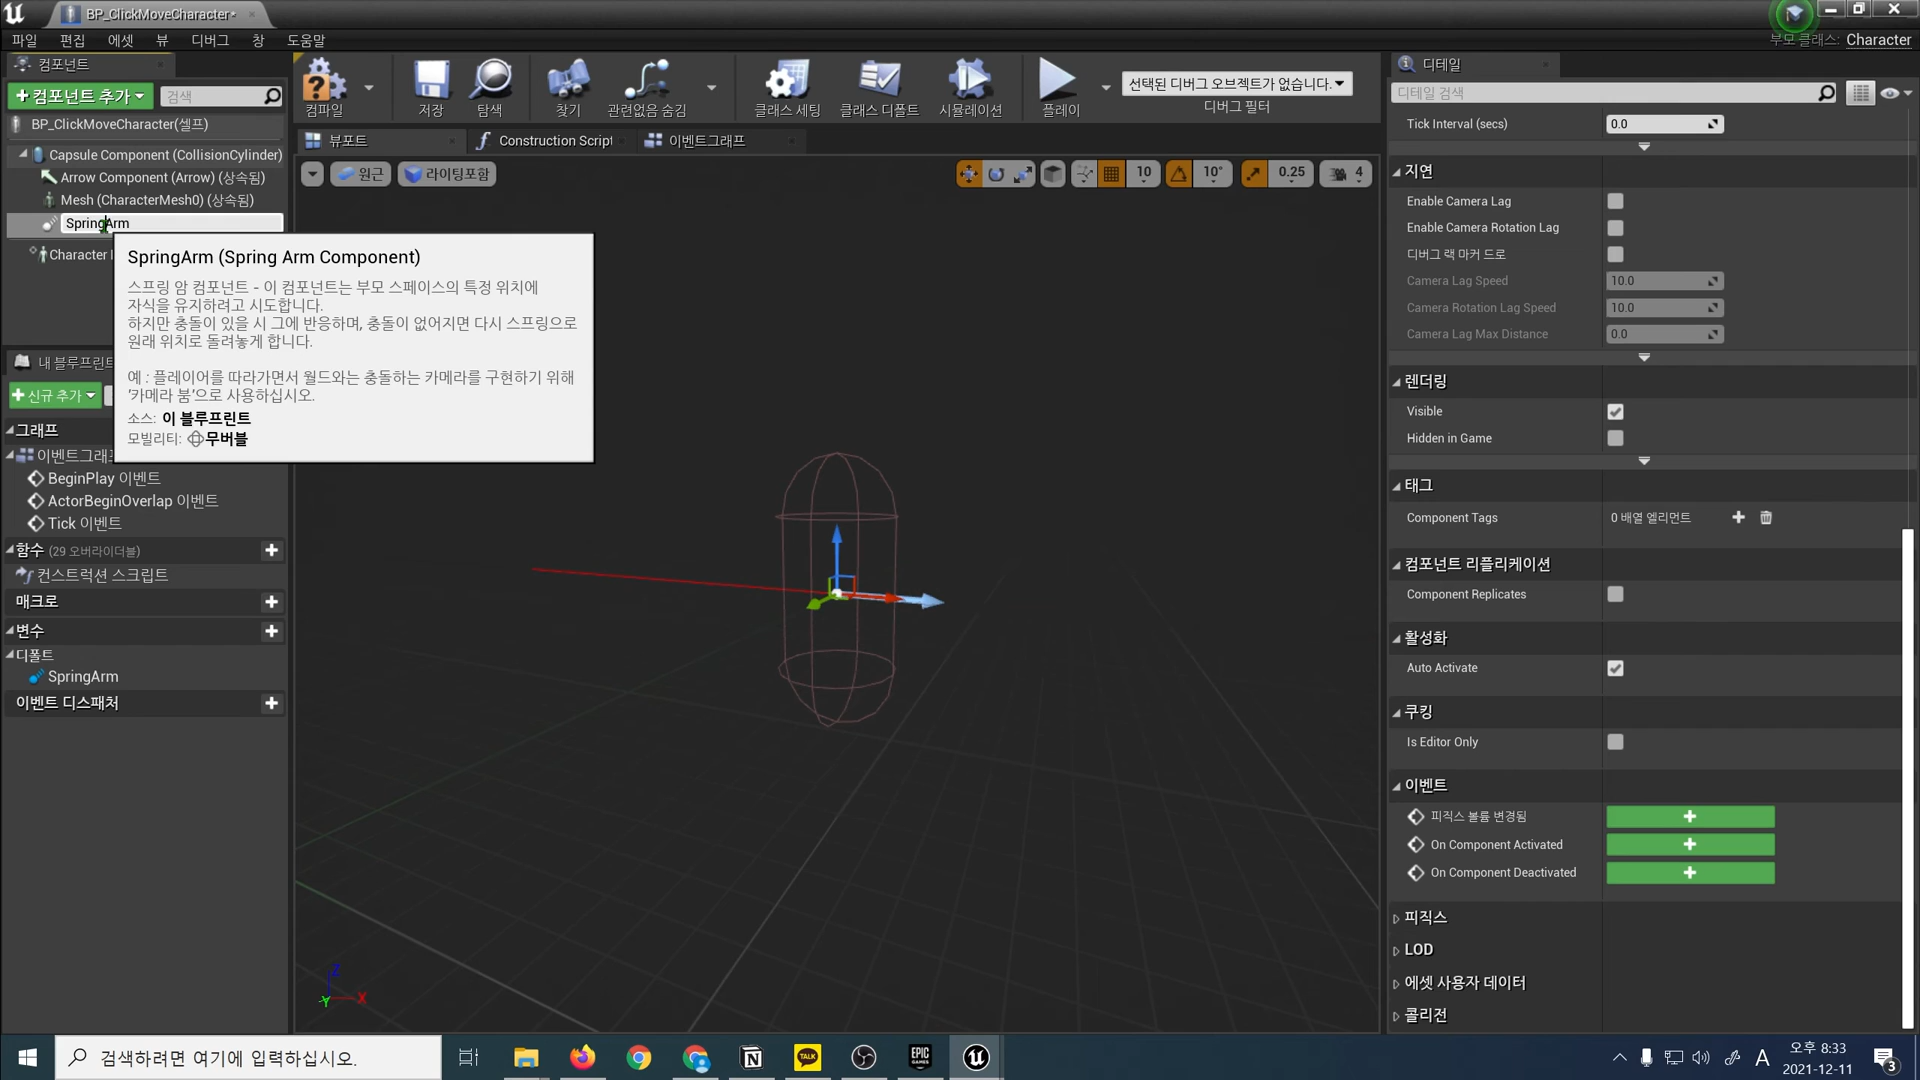 BP_ClickMoveCharacter*
파일 편집 에셋 뷰 디버그 창 도움말
부모 클래스: Character
컴포넌트
+컴포넌트 추가 검색
BP_ClickMoveCharacter(셀프)
Capsule Component (CollisionCylinder)
Arrow Component (Arrow) (상속됨)
Mesh (CharacterMesh0) (상속됨)
SpringArm
Character
SpringArm (Spring Arm Component)
스프링 암 컴포넌트 - 이 컴포넌트는 부모 스페이스의 특정 위치에
자식을 유지하려고 시도합니다.
하지만 충돌이 있을 시 그에 반응하며, 충돌이 없어지면 다시 스프링으로
원래 위치로 돌려놓게 합니다.
예 : 플레이어를 따라가면서 월드와는 충돌하는 카메라를 구현하기 위해
'카메라 붐'으로 사용하십시오.
소스: 이 블루프린트
모빌리티: 무버블
내 블루프린트
+신규 추가
그래프
이벤트그래프
BeginPlay 이벤트
ActorBeginOverlap 이벤트
Tick 이벤트
함수 (29 오버라이더블)
컨스트럭션 스크립트
매크로
변수
디폴트
SpringArm
이벤트 디스패처
컴파일 저장 탐색 찾기 관련없음 숨김 클래스 세팅 클래스 디폴트 시뮬레이션 플레이
선택된 디버그 오브젝트가 없습니다.
디버그 필터
뷰포트 Construction Script 이벤트그래프
원근 라이팅포함 10 10° 0.25 4
Z
Y X
디테일
디테일 검색
Tick Interval (secs) 0.0
지연
Enable Camera Lag
Enable Camera Rotation Lag
디버그 랙 마커 드로
Camera Lag Speed 10.0
Camera Rotation Lag Speed 10.0
Camera Lag Max Distance 0.0
렌더링
Visible
Hidden in Game
태그
Component Tags 0 배열 엘리먼트
컴포넌트 리플리케이션
Component Replicates
활성화
Auto Activate
쿠킹
Is Editor Only
이벤트
피직스 볼륨 변경됨
On Component Activated
On Component Deactivated
피직스
LOD
에셋 사용자 데이터
콜리전
검색하려면 여기에 입력하십시오.
TALK
EPIC GAMES
A
오후 8:33
2021-12-11
3